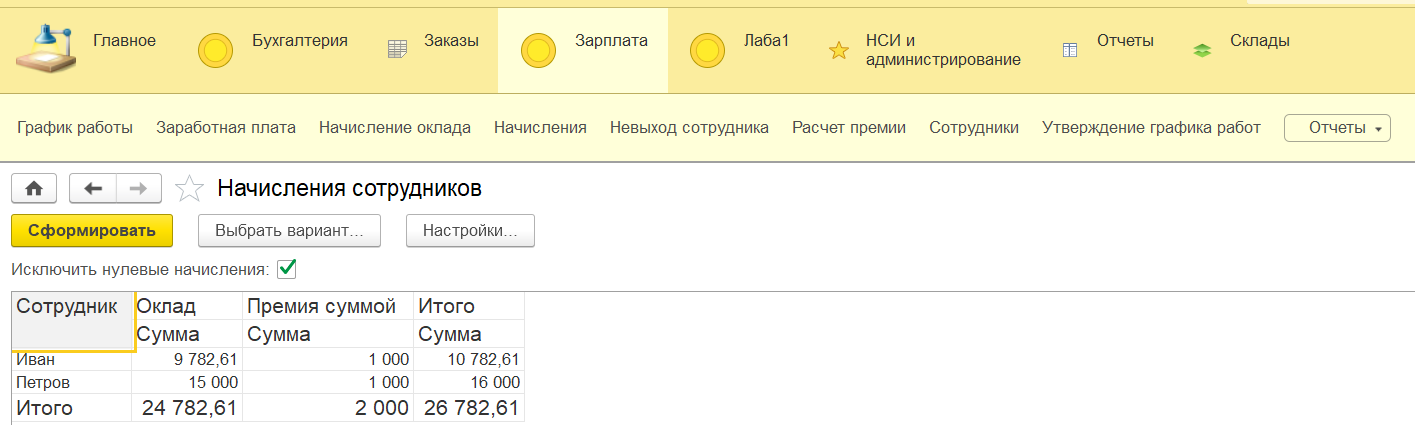 Главное Бухгалтерия Заказы Зарплата Лаба1 НСИ и администрирование Отчеты Склады
График работы Заработная плата Начисление оклада Начисления Невыход сотрудника Расчет премии Сотрудники Утверждение графика работ Отчеты
Начисления сотрудников
Сформировать Выбрать вариант... Настройки...
Исключить нулевые начисления:
Сотрудник Оклад Премия суммой Итого
Сумма Сумма Сумма
Иван 9 782,61 1 000 10 782,61
Петров 15 000 1 000 16 000
Итого 24 782,61 2 000 26 782,61